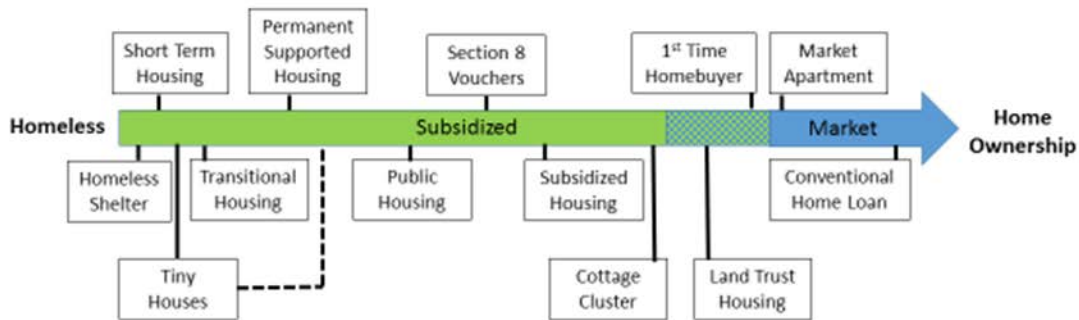 Short Term
Housing
Permanent
Supported
Housing
Section 8
Vouchers
1st Time
Homebuyer
Market
Apartment
Homeless
Subsidized
Market
Home
Ownership
Homeless
Shelter
Transitional
Housing
Public
Housing
Subsidized
Housing
Conventional
Home Loan
Tiny
Houses
Cottage
Cluster
Land Trust
Housing